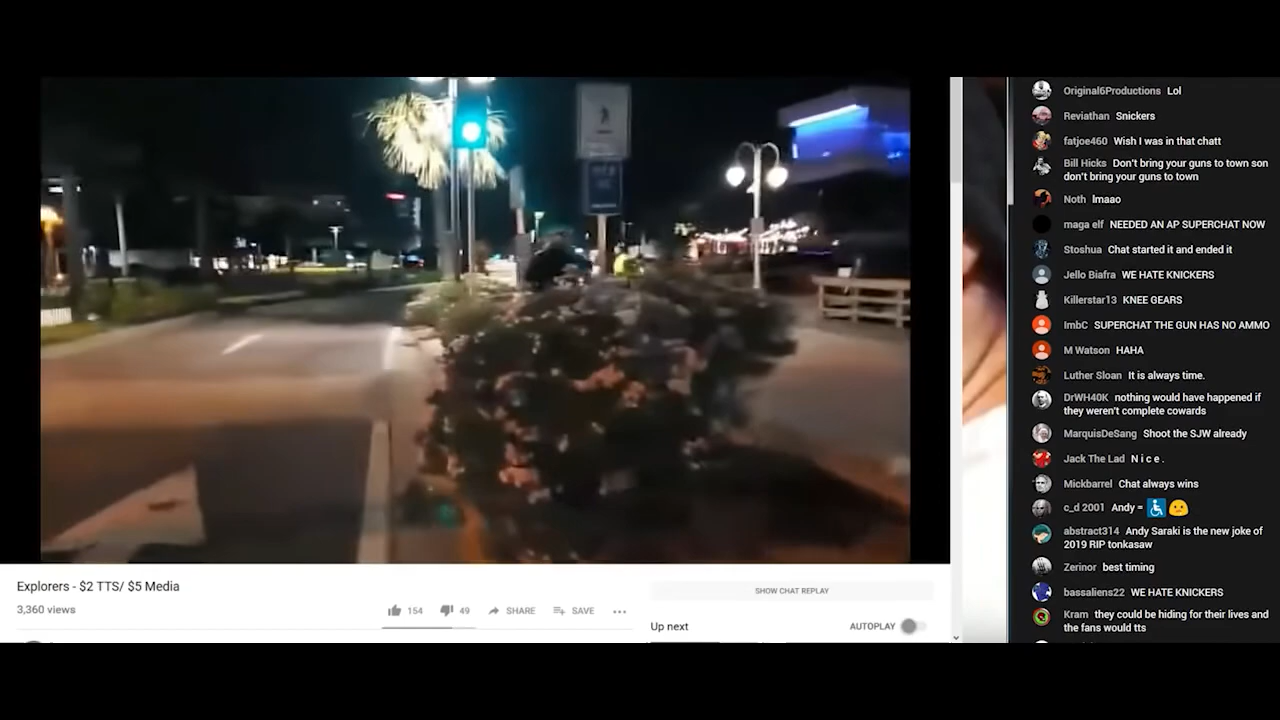 Original6Productions Lol
Reviathan Snickers
fatjoe460 Wish I was in that chatt
Bill Hicks Don't bring your guns to town son
don't bring your guns to town
Noth lmaao
maga elf NEEDED AN AP SUPERCHAT NOW
Stoshua Chat started it and ended it
Jello Biafra WE HATE KNICKERS
Killerstar13 KNEE GEARS
ImbC SUPERCHAT THE GUN HAS NO AMMO
M Watson HAHA
Luther Sloan It is always time.
DrWH40K nothing would have happened if
they weren't complete cowards
MarquisDeSang Shoot the SJW already
Jack The Lad N i c e .
Mickbarrel Chat always wins
c_d 2001 Andy = ♿ 😕
abstract314 Andy Saraki is the new joke of
2019 RIP tonkasaw
Zerinor best timing
bassaliens22 WE HATE KNICKERS
Kram they could be hiding for their lives and
the fans would tts
Explorers - $2 TTS/ $5 Media
3,360 views
154 49 SHARE SAVE
SHOW CHAT REPLAY
Up next AUTOPLAY